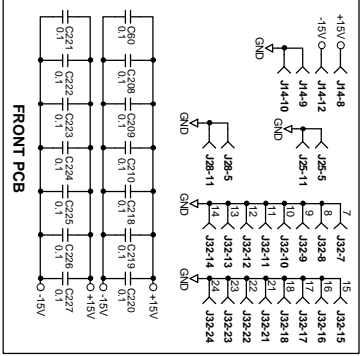 +15V J14-8
-15V J14-12
J14-9
GND J14-10
J25-5
GND J25-11
J28-5
GND J28-11
7 J32-7
8 J32-8
9 J32-9
10 J32-10
11 J32-11
12 J32-12
13 J32-13
GND 14 J32-14
15 J32-15
16 J32-16
17 J32-17
18 J32-18
21 J32-21
22 J32-22
23 J32-23
GND 24 J32-24
+15V
C60 C208 C209 C210 C218 C219 C220
0.1 0.1 0.1 0.1 0.1 0.1 0.1
-15V
+15V
C221 C222 C223 C224 C225 C226 C227
0.1 0.1 0.1 0.1 0.1 0.1 0.1
-15V
FRONT PCB